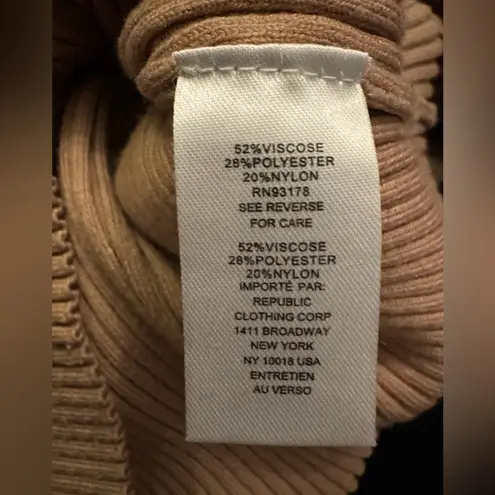 52%VISCOSE
28%POLYESTER
20%NYLON
RN93178
SEE REVERSE
FOR CARE
52%VISCOSE
28%POLYESTER
20%NYLON
IMPORTÉ PAR:
REPUBLIC
CLOTHING CORP
1411 BROADWAY
NEW YORK
NY 10018 USA
ENTRETIEN
AU VERSO